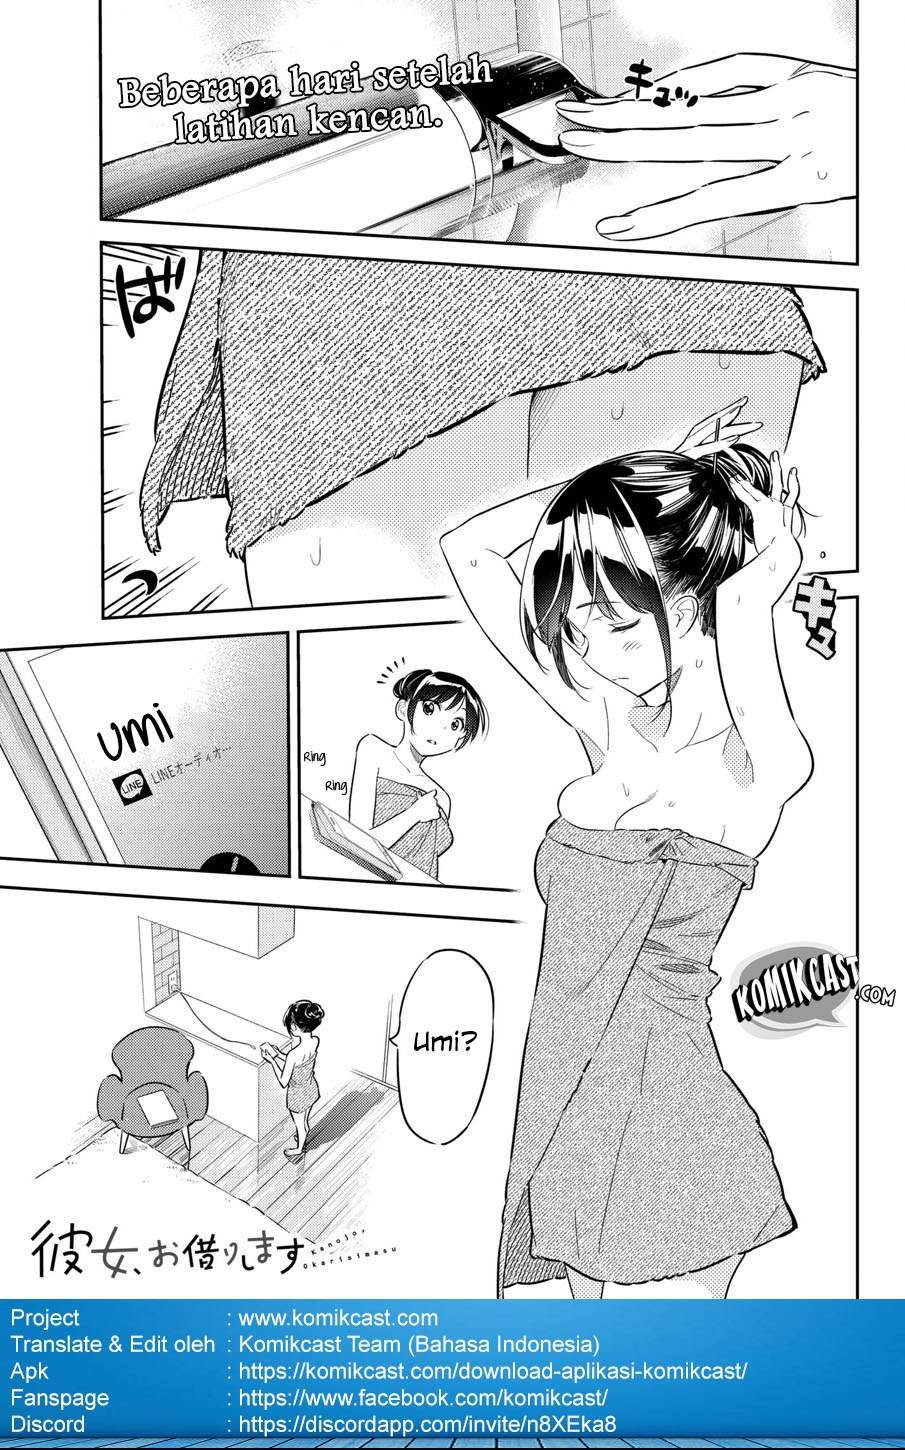 Beberapa hari setelah
latihan kencan.
キュッ
ば
キュ
Ring
Ring
umi
LINE
LINEオーディオ…
Umi?
KOMIKCAST
.COM
彼女、お借りします
Kanojo,
Okarishimasu
Project : www.komikcast.com
Translate & Edit oleh : Komikcast Team (Bahasa Indonesia)
Apk : https://komikcast.com/download-aplikasi-komikcast/
Fanspage : https://www.facebook.com/komikcast/
Discord : https://discordapp.com/invite/n8XEka8